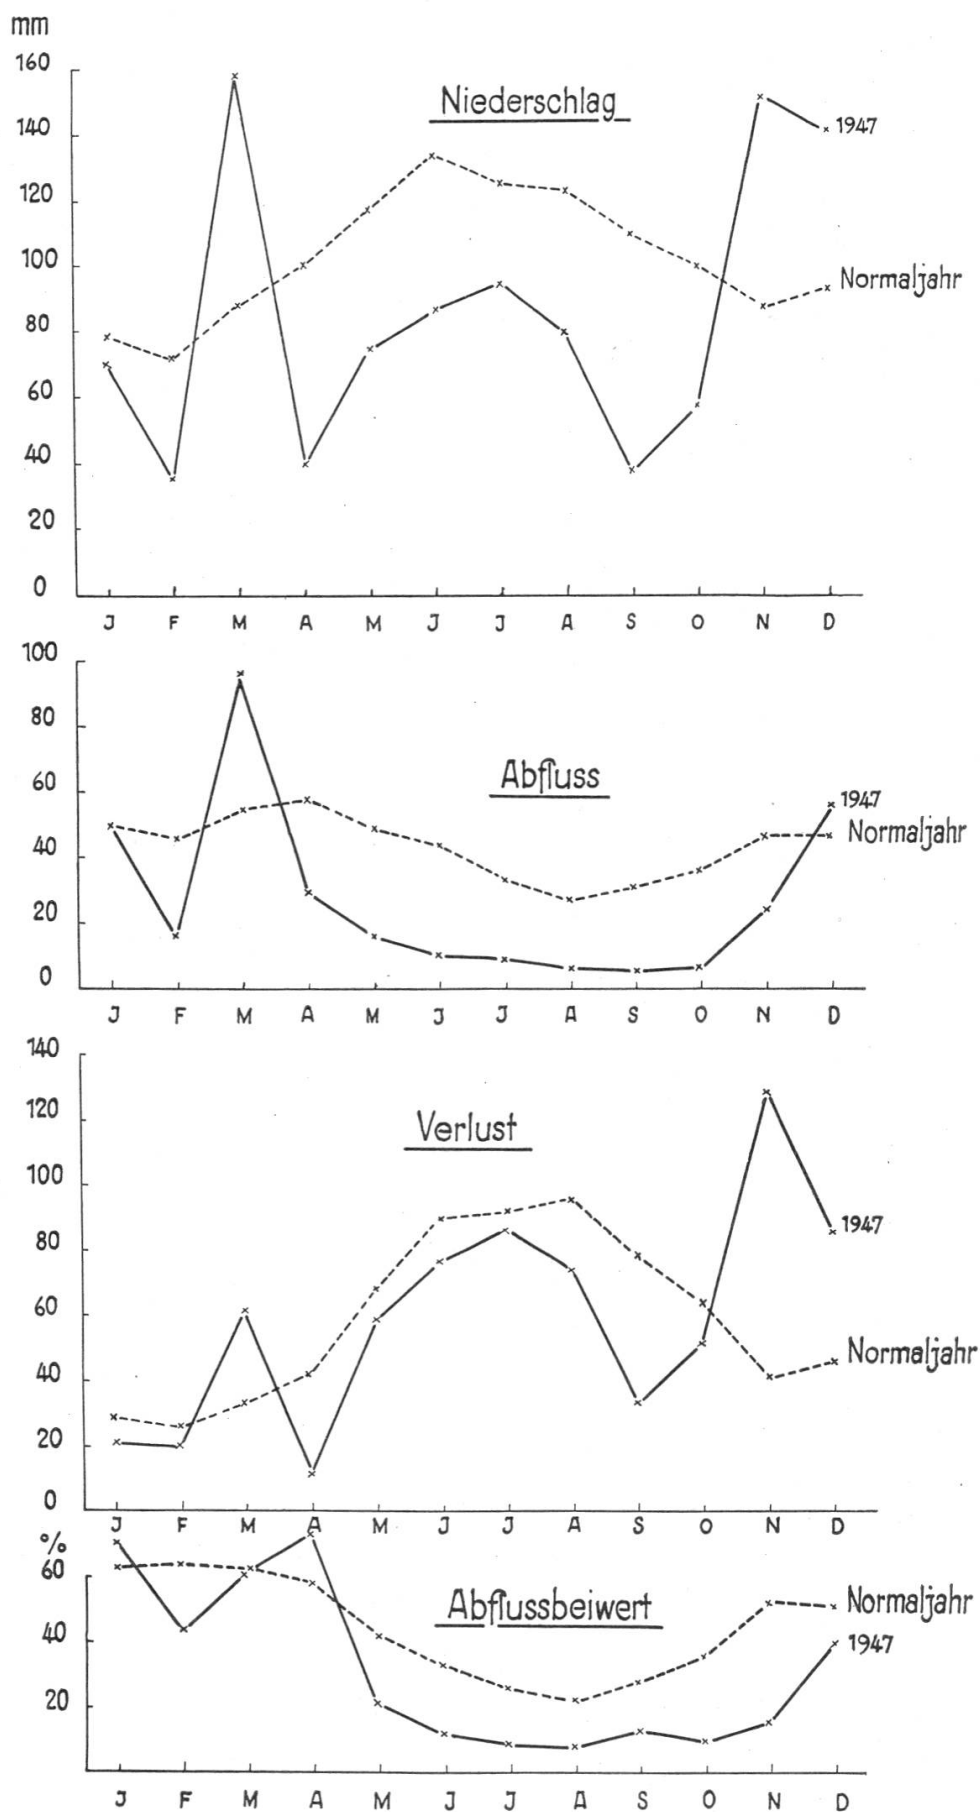 mm
160
Niederschlag
140
1947
120
100
Normaljahr
80
60
40
20
0
J F M A M J J A S O N D
100
80
Abfluss
60
1947
Normaljahr
40
20
0
J F M A M J J A S O N D
140
120
Verlust
100
80
1947
60
Normaljahr
40
20
0
J F M A M J J A S O N D
%
60
Abflussbeiwert
Normaljahr
40
1947
20
J F M A M J J A S O N D